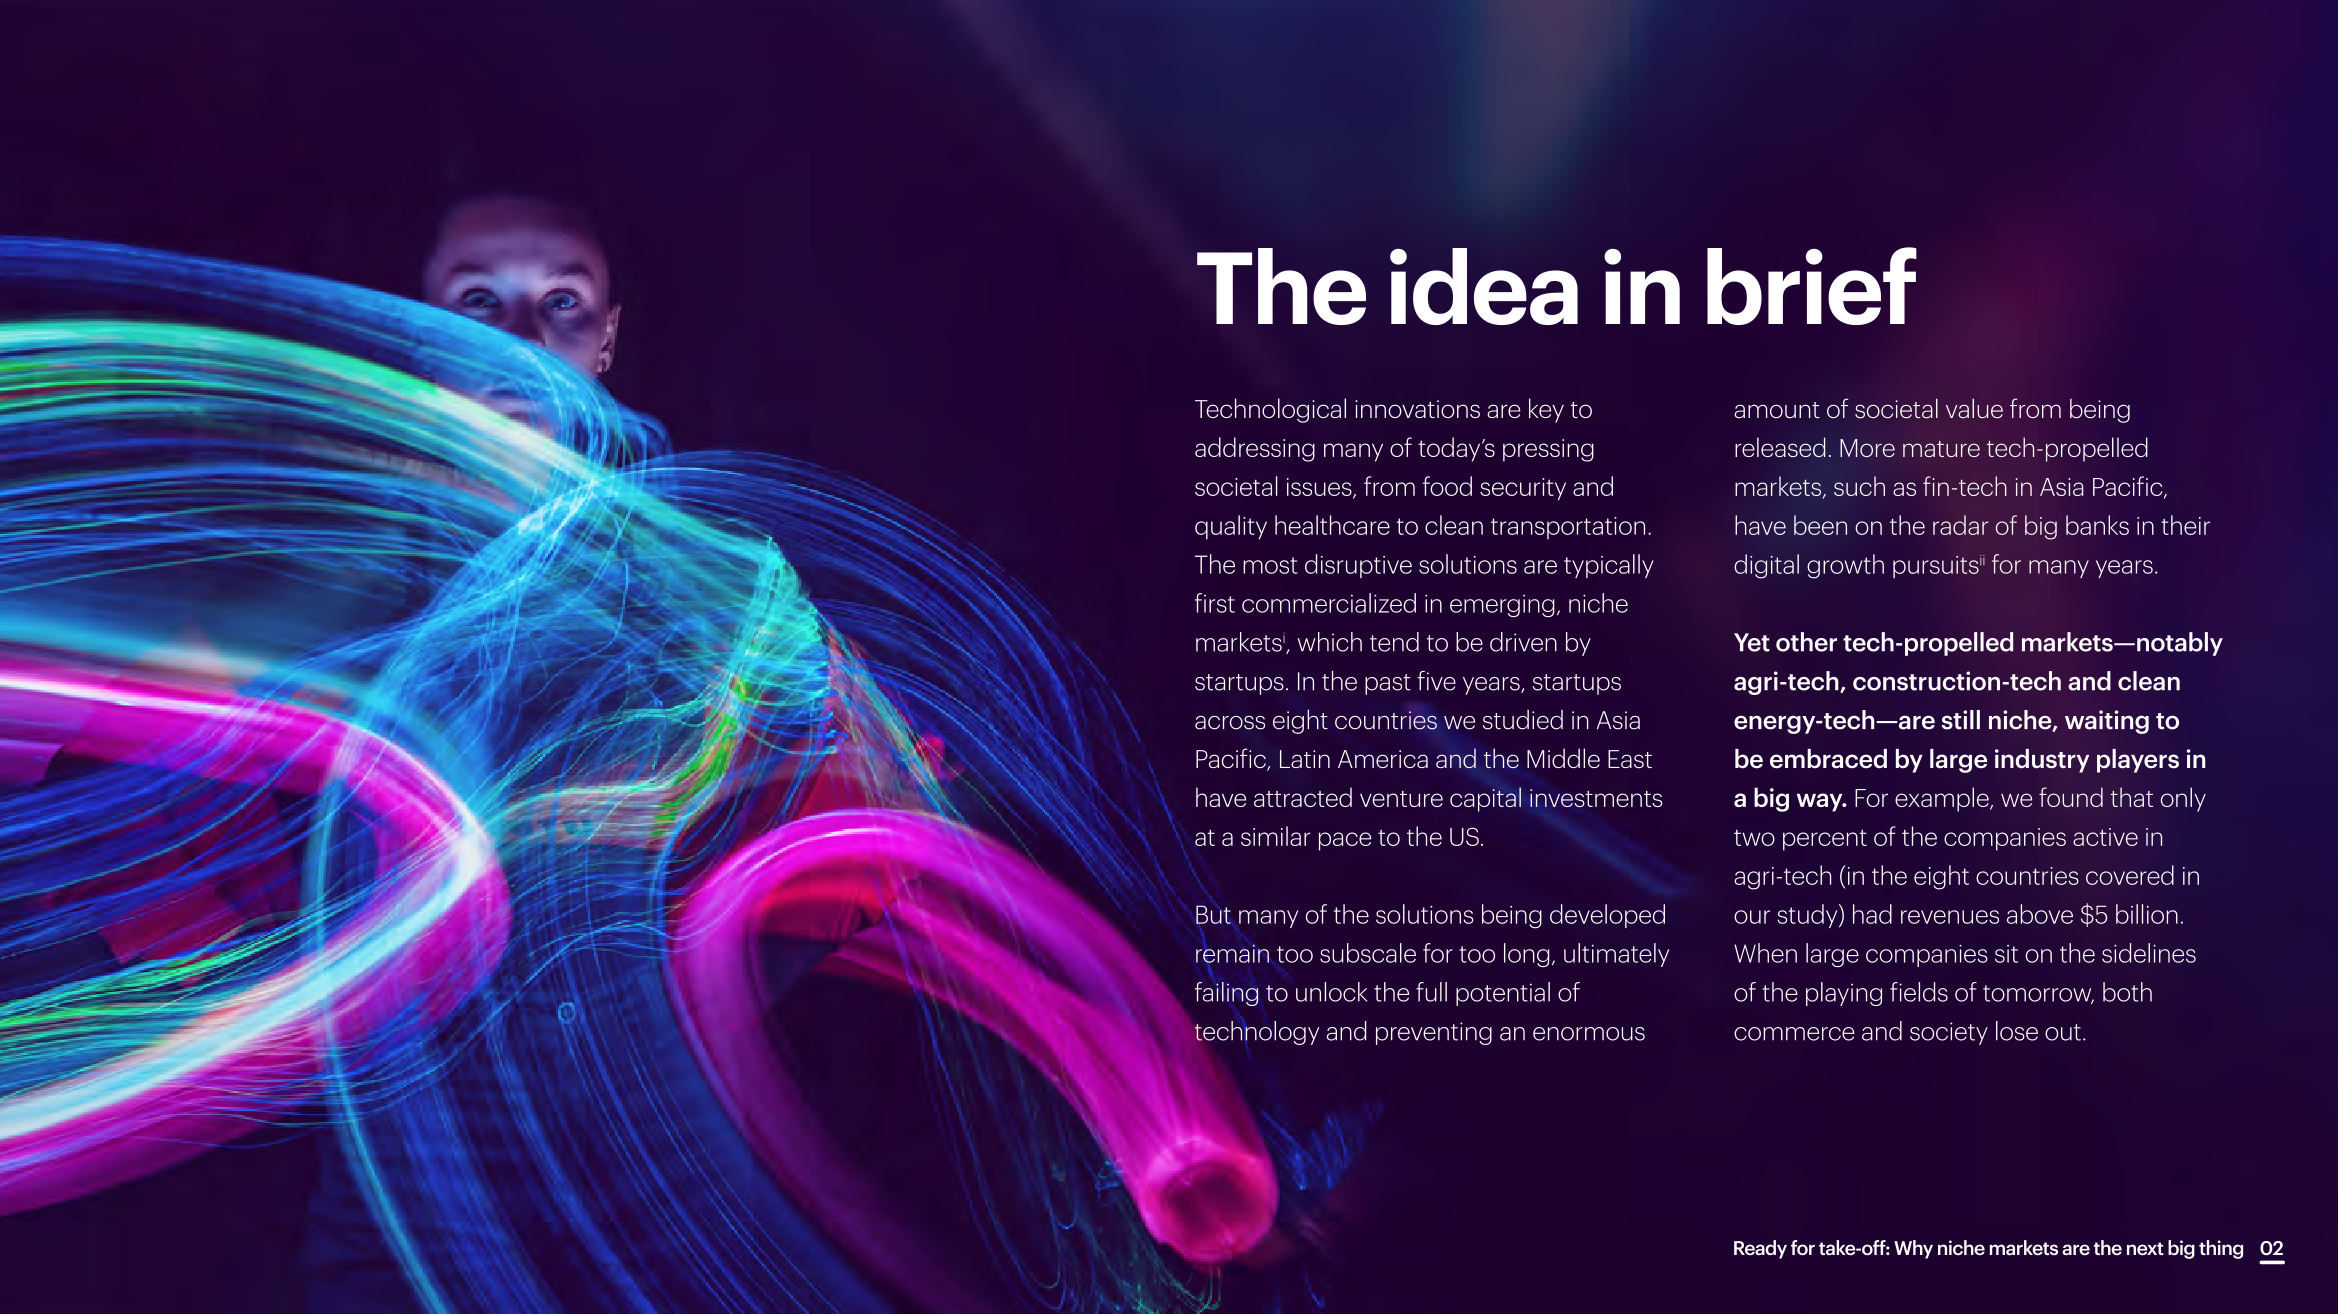 The idea in brief
Technological innovations are key to
addressing many of today’s pressing
societal issues, from food security and
quality healthcare to clean transportation.
The most disruptive solutions are typically
first commercialized in emerging, niche
marketsⁱ, which tend to be driven by
startups. In the past five years, startups
across eight countries we studied in Asia
Pacific, Latin America and the Middle East
have attracted venture capital investments
at a similar pace to the US.
But many of the solutions being developed
remain too subscale for too long, ultimately
failing to unlock the full potential of
technology and preventing an enormous
amount of societal value from being
released. More mature tech-propelled
markets, such as fin-tech in Asia Pacific,
have been on the radar of big banks in their
digital growth pursuitsⁱⁱ for many years.
Yet other tech-propelled markets—notably
agri-tech, construction-tech and clean
energy-tech—are still niche, waiting to
be embraced by large industry players in
a big way. For example, we found that only
two percent of the companies active in
agri-tech (in the eight countries covered in
our study) had revenues above $5 billion.
When large companies sit on the sidelines
of the playing fields of tomorrow, both
commerce and society lose out.
Ready for take-off: Why niche markets are the next big thing 02